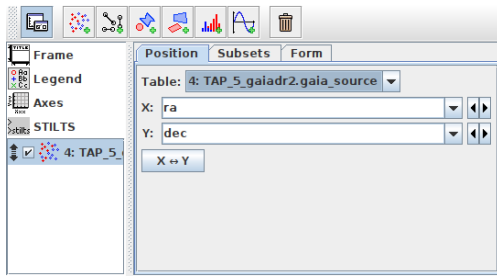 Frame
Legend
Axes
STILTS
4: TAP_5_
Position Subsets Form
Table: 4: TAP_5_gaiadr2.gaia_source
X: ra
Y: dec
X ↔ Y